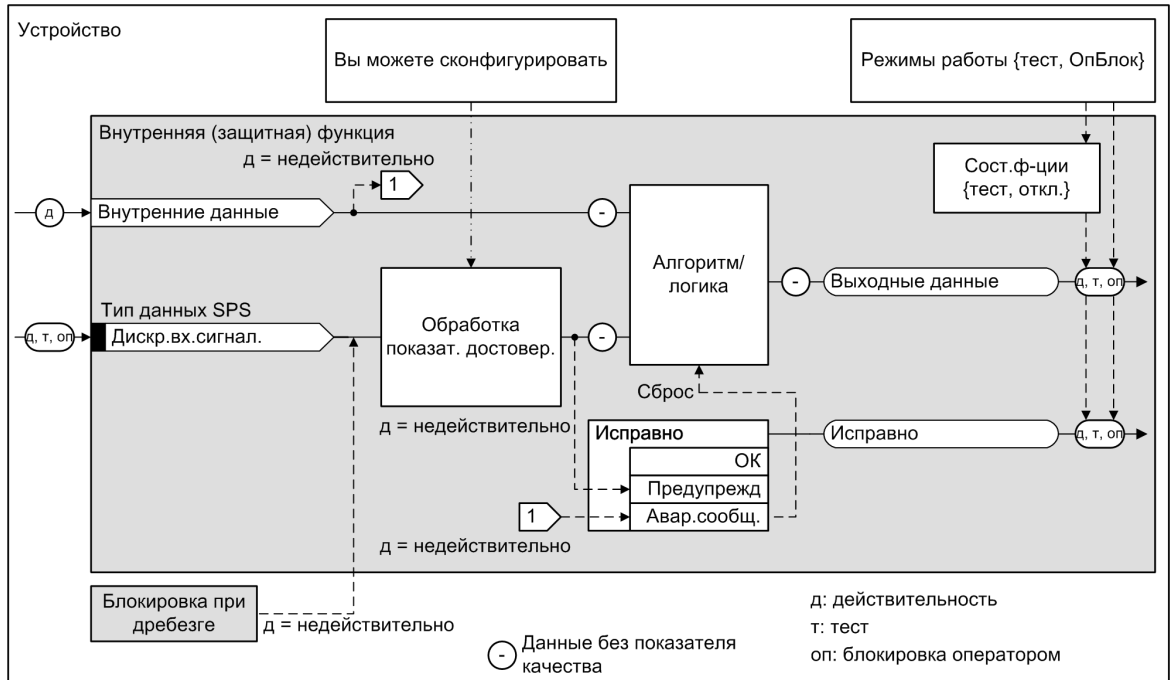 Устройство
Вы можете сконфигурировать
Режимы работы {тест, ОпБлок}
Внутренняя (защитная) функция
д = недействительно
1
Сост.ф-ции
{тест, откл.}
д
Внутренние данные
-
Алгоритм/
логика
-
Выходные данные
д, т, оп
Тип данных SPS
д, т, оп
Дискр.вх.сигнал.
Обработка
показат. достовер.
-
Сброс
д = недействительно
Исправно
ОК
Предупрежд
Авар.сообщ.
Исправно
д, т, оп
1
д = недействительно
Блокировка при
дребезге
д = недействительно
-
Данные без показателя
качества
д: действительность
т: тест
оп: блокировка оператором